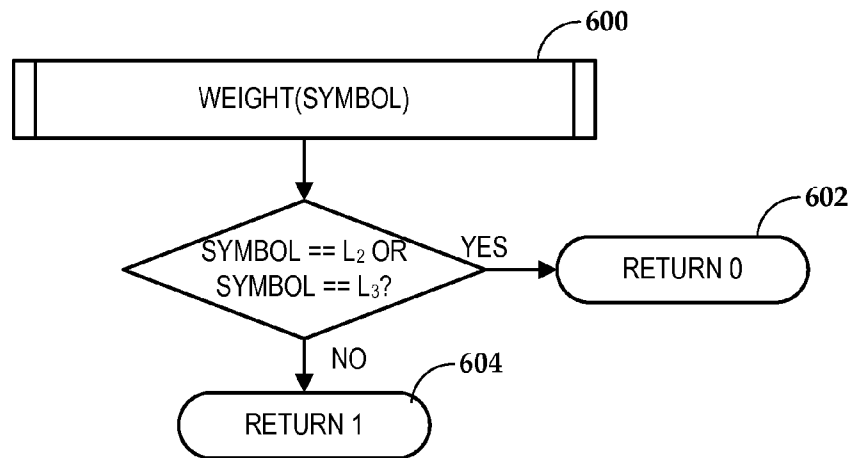 600
WEIGHT(SYMBOL)
602
SYMBOL == L₂ OR
SYMBOL == L₃?
YES
RETURN 0
NO
604
RETURN 1